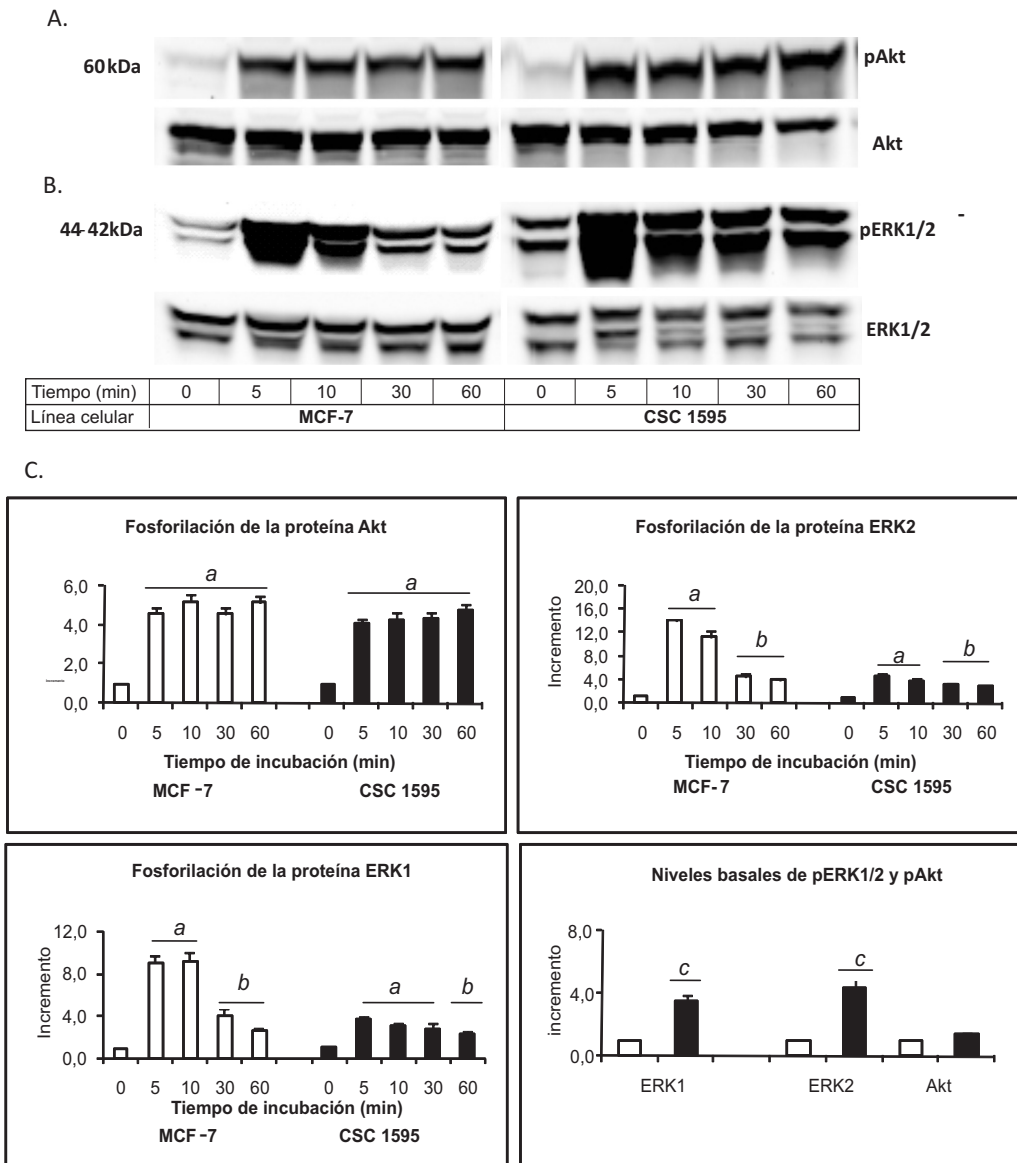 A.
60kDa
pAkt
Akt
B.
44-42kDa
pERK1/2
-
ERK1/2
Tiempo (min) 0 5 10 30 60 0 5 10 30 60
Línea celular MCF-7 CSC 1595
C.
Fosforilación de la proteína Akt
a a
6,0
4,0
2,0
0,0
0 5 10 30 60 0 5 10 30 60
Tiempo de incubación (min)
MCF-7 CSC 1595
Fosforilación de la proteína ERK2
Incremento
20,0
16,0
12,0
8,0
4,0
0,0
a b a b
0 5 10 30 60 0 5 10 30 60
Tiempo de incubación (min)
MCF-7 CSC 1595
Fosforilación de la proteína ERK1
Incremento
12,0
8,0
4,0
0,0
a b a b
0 5 10 30 60 0 5 10 30 60
Tiempo de incubación (min)
MCF-7 CSC 1595
Niveles basales de pERK1/2 y pAkt
incremento
8,0
4,0
0,0
c c
ERK1 ERK2 Akt